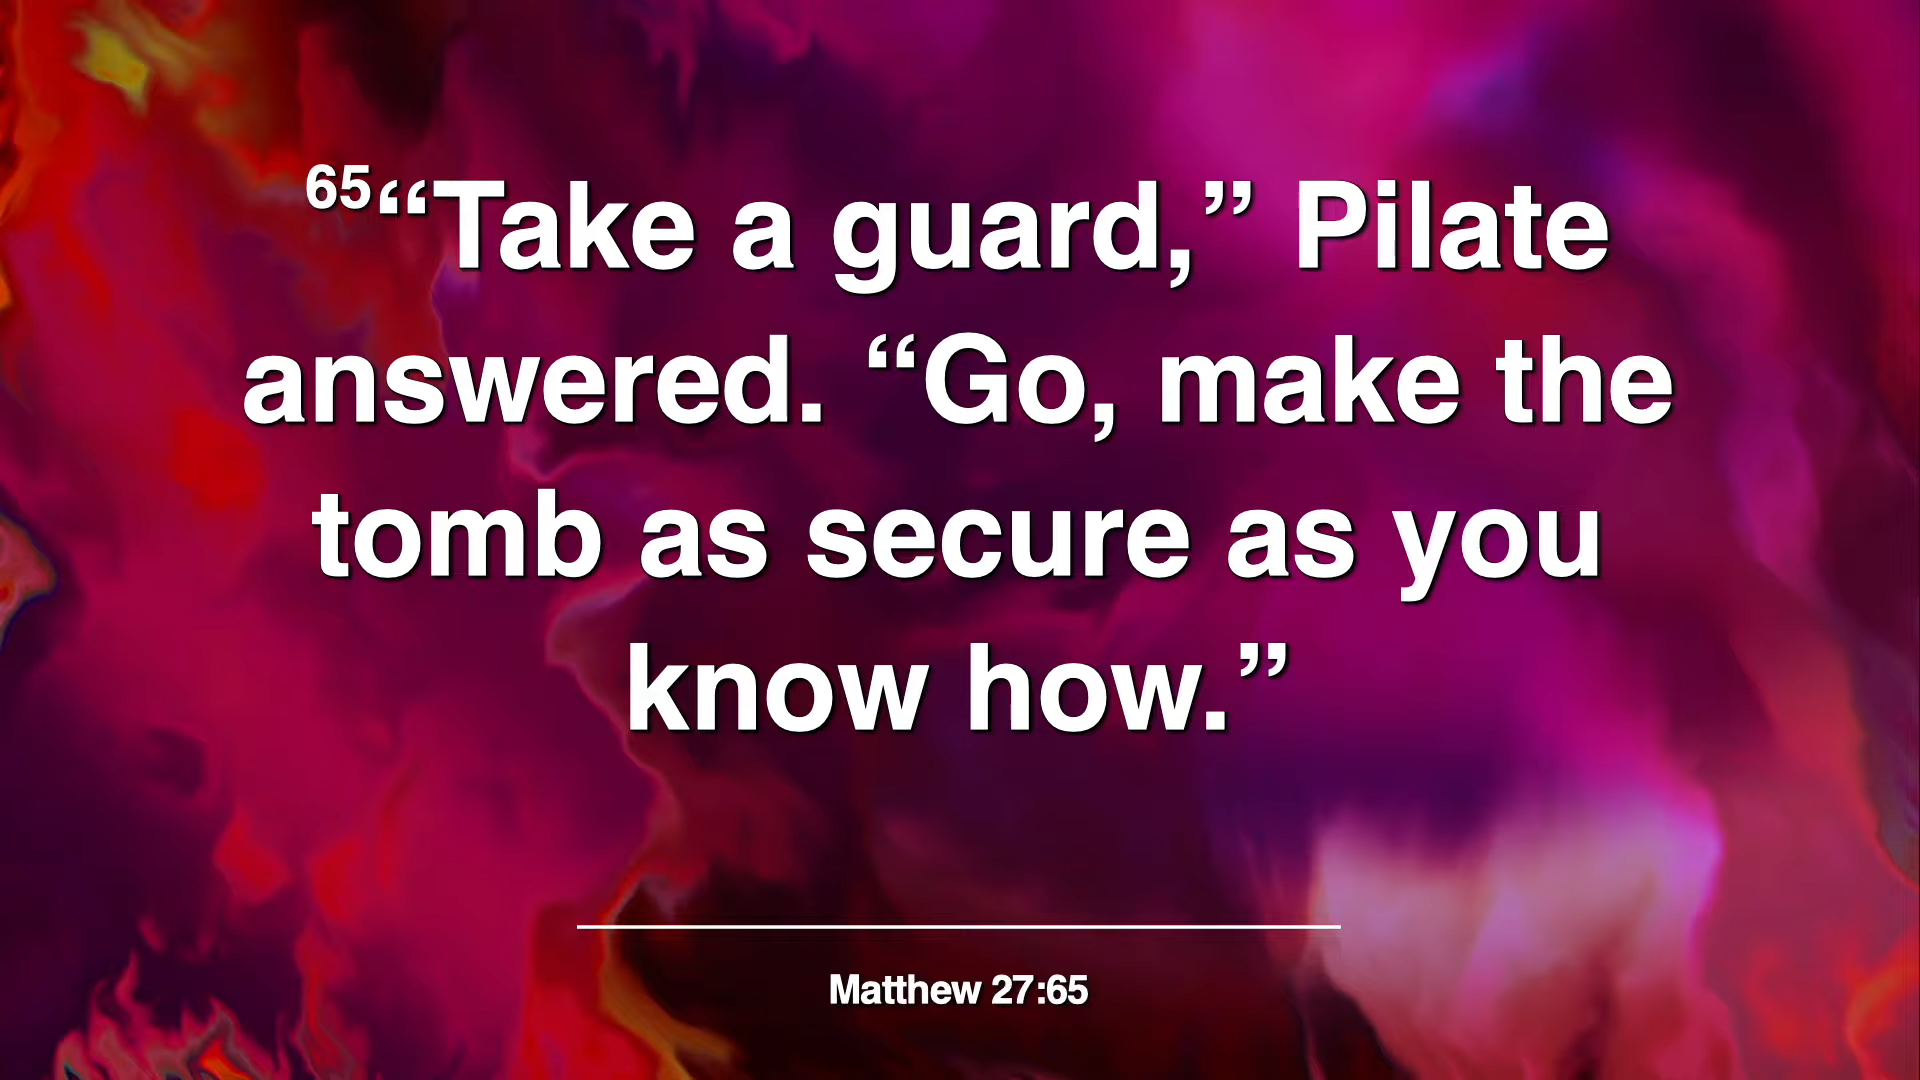 65“Take a guard,” Pilate
answered. “Go, make the
tomb as secure as you
know how.”
Matthew 27:65